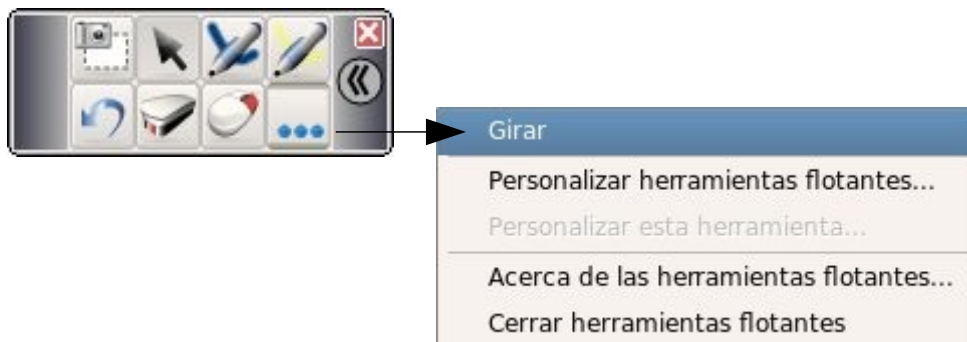 Girar
Personalizar herramientas flotantes...
Personalizar esta herramienta...
Acerca de las herramientas flotantes...
Cerrar herramientas flotantes